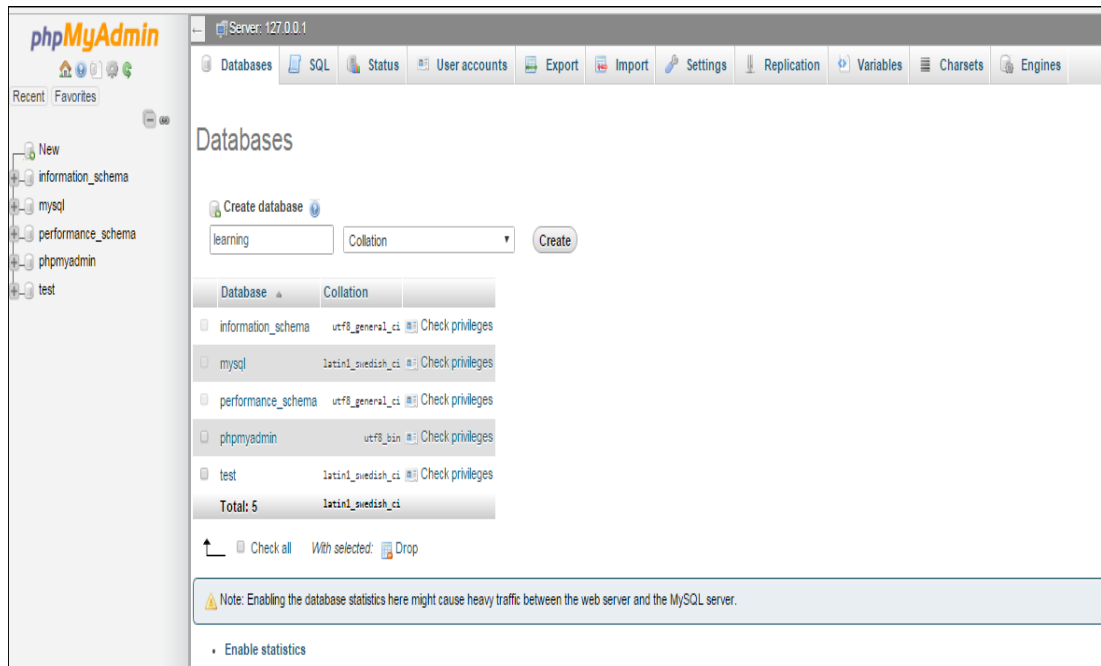 phpMyAdmin
Recent Favorites
New
information_schema
mysql
performance_schema
phpmyadmin
test
Server: 127.0.0.1
Databases SQL Status User accounts Export Import Settings Replication Variables Charsets Engines
Databases
Create database
learning Collation Create
Database Collation
information_schema utf8_general_ci Check privileges
mysql latin1_swedish_ci Check privileges
performance_schema utf8_general_ci Check privileges
phpmyadmin utf8_bin Check privileges
test latin1_swedish_ci Check privileges
Total: 5 latin1_swedish_ci
Check all With selected: Drop
Note: Enabling the database statistics here might cause heavy traffic between the web server and the MySQL server.
Enable statistics